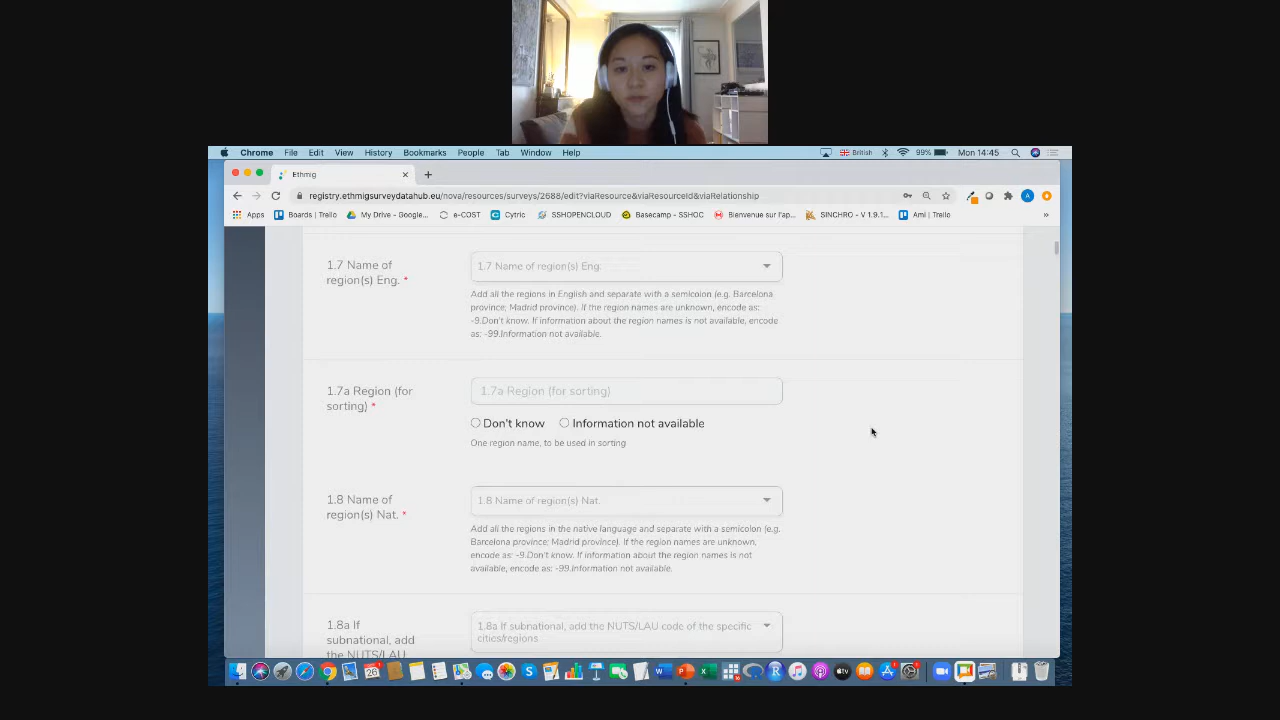 Chrome File Edit View History Bookmarks People Tab Window Help British 99% Mon 14:45
Ethmig
registry.ethmigsurveydatahub.eu/nova/resources/surveys/2688/edit?viaResource&viaResourceId&viaRelationship
Apps Boards | Trello My Drive - Google... e-COST Cytric SSHOPENCLOUD Basecamp - SSHOC Bienvenue sur l'ap... SINCHRO - V 1.9.1... Ami | Trello »
1.7 Name of
region(s) Eng. *
1.7 Name of region(s) Eng.
Add all the regions in English and separate with a semicolon (e.g. Barcelona
province; Madrid province). If the region names are unknown, encode as:
-9.Don't know. If information about the region names is not available, encode
as: -99.Information not available.
1.7a Region (for
sorting) *
1.7a Region (for sorting)
Don't know Information not available
One region name, to be used in sorting
1.8 Name of
region(s) Nat. *
1.8 Name of region(s) Nat.
Add all the regions in the native language and separate with a semicolon (e.g.
Barcelona province; Madrid province). If the region names are unknown,
encode as: -9.Don't know. If information about the region names is not
available, encode as: -99.Information not available.
1.8a If
subnational, add
the NUTS/LAU
1.8a If subnational, add the NUTS/LAU code of the specific
cities/regions